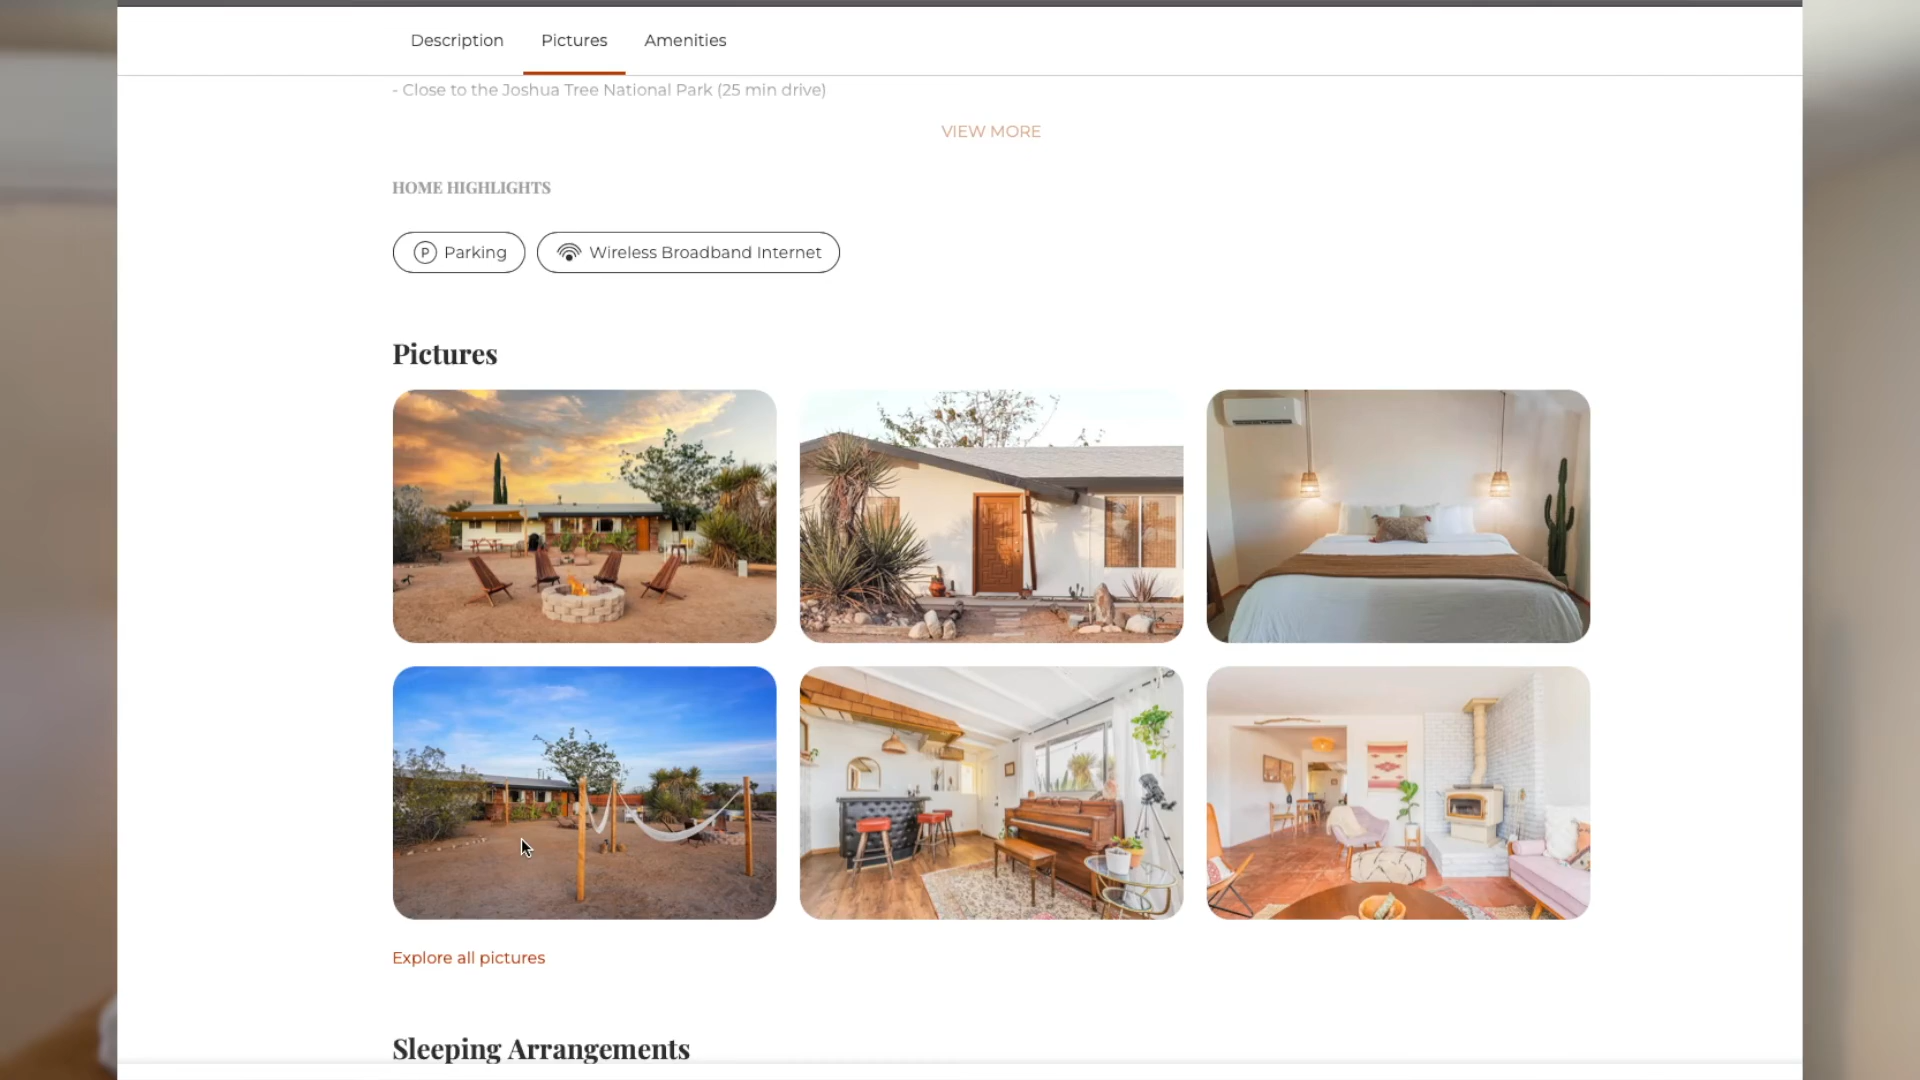 Description Pictures Amenities
- Close to the Joshua Tree National Park (25 min drive)
VIEW MORE
HOME HIGHLIGHTS
P Parking Wireless Broadband Internet
Pictures
Explore all pictures
Sleeping Arrangements